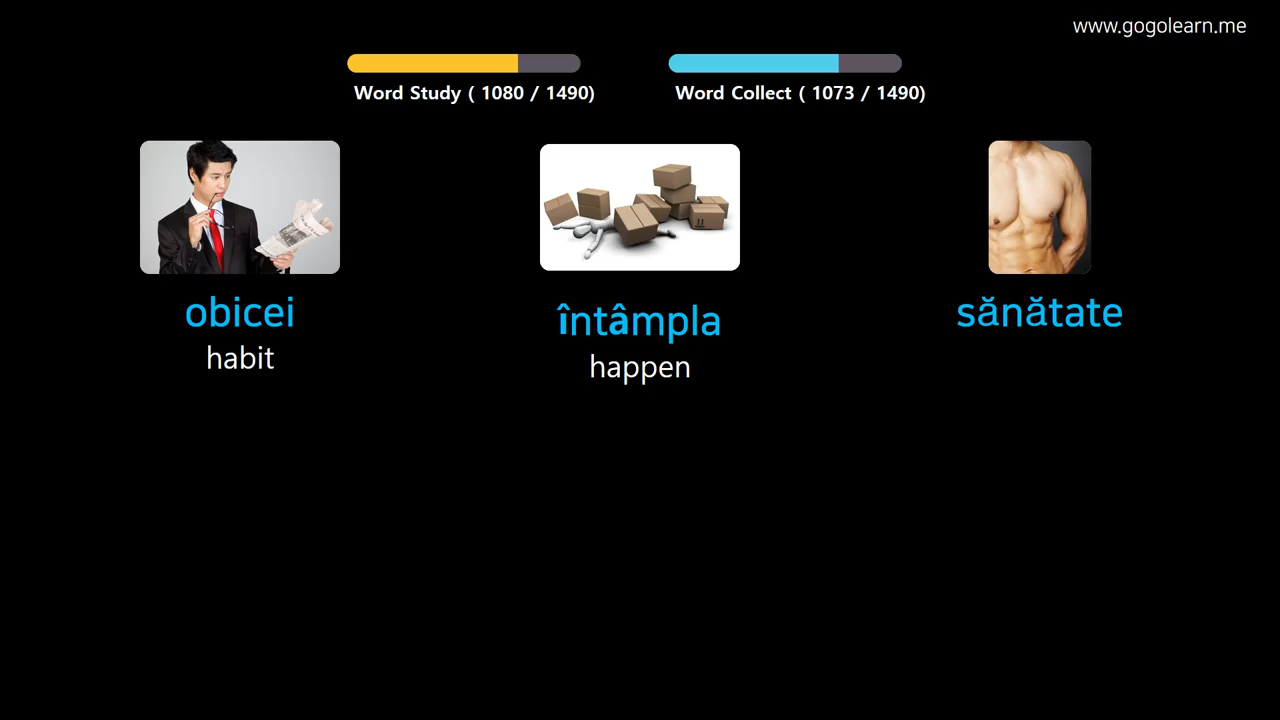 www.gogolearn.me
Word Study ( 1080 / 1490)
Word Collect ( 1073 / 1490)
obicei
habit
întâmpla
happen
sănătate